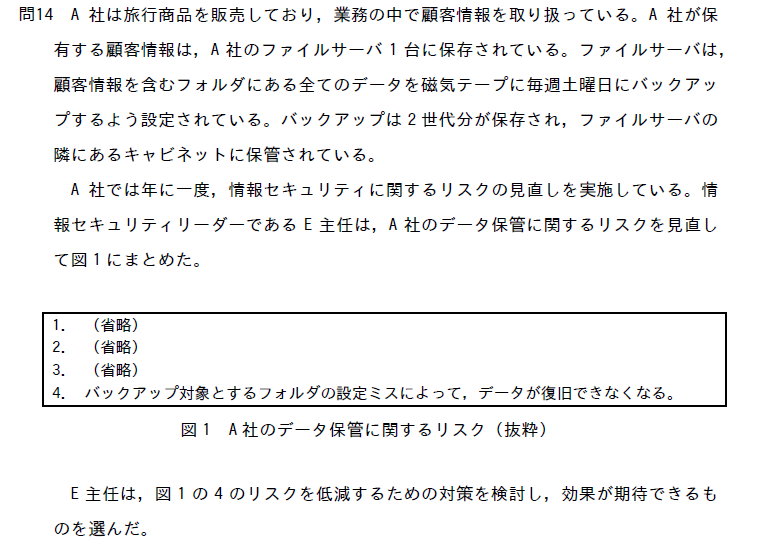 問14　A 社は旅行商品を販売しており，業務の中で顧客情報を取り扱っている。A 社が保
有する顧客情報は，A 社のファイルサーバ 1 台に保存されている。ファイルサーバは，
顧客情報を含むフォルダにある全てのデータを磁気テープに毎週土曜日にバックアッ
プするよう設定されている。バックアップは 2 世代分が保存され，ファイルサーバの
隣にあるキャビネットに保管されている。
A 社では年に一度，情報セキュリティに関するリスクの見直しを実施している。情
報セキュリティリーダーである E 主任は，A 社のデータ保管に関するリスクを見直し
て図 1 にまとめた。
1.　（省略）
2.　（省略）
3.　（省略）
4.　バックアップ対象とするフォルダの設定ミスによって，データが復旧できなくなる。
図 1　A 社のデータ保管に関するリスク（抜粋）
E 主任は，図 1 の 4 のリスクを低減するための対策を検討し，効果が期待できるも
のを選んだ。